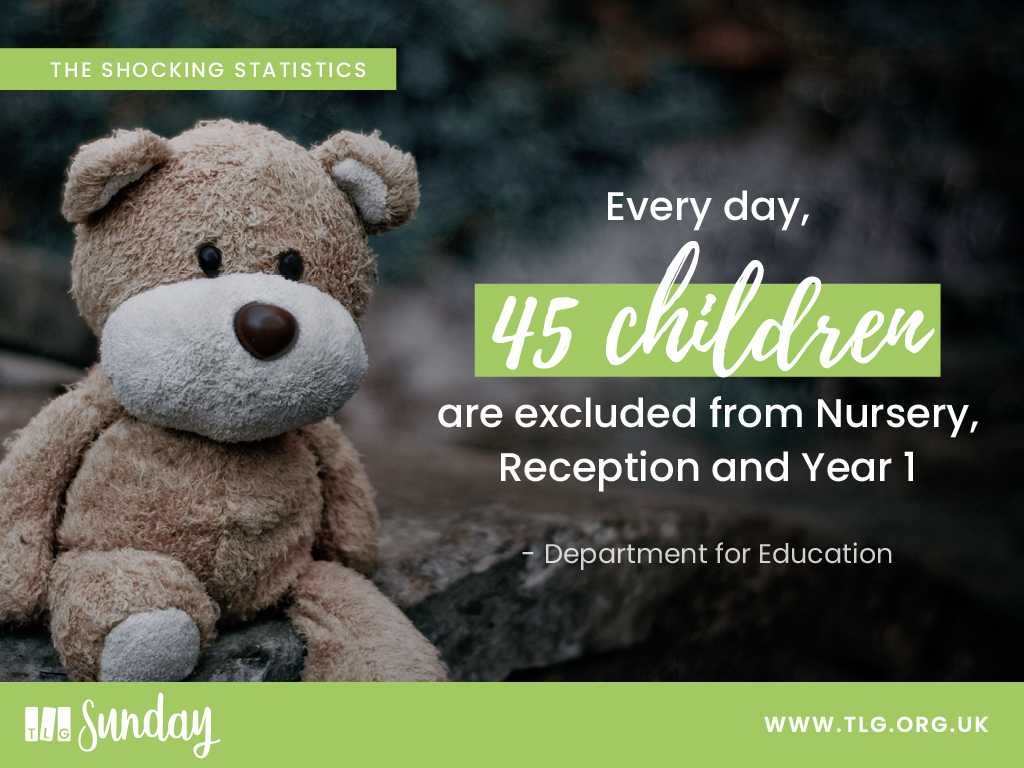 THE SHOCKING STATISTICS
Every day,
45 children
are excluded from Nursery,
Reception and Year 1
- Department for Education
TLG Sunday
WWW.TLG.ORG.UK